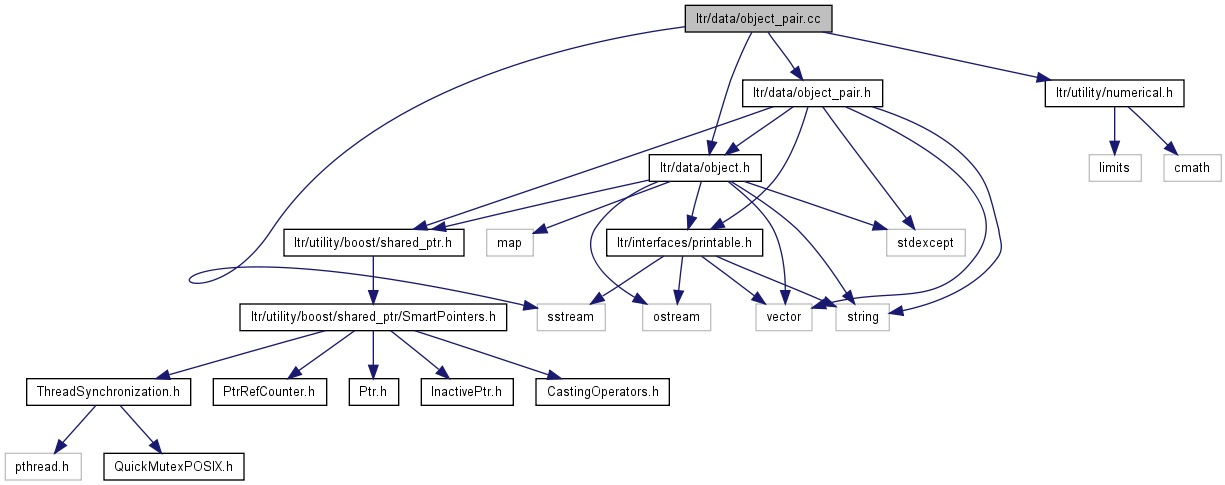 ltr/data/object_pair.cc
ltr/data/object_pair.h
ltr/utility/numerical.h
ltr/data/object.h
limits
cmath
ltr/utility/boost/shared_ptr.h
map
ltr/interfaces/printable.h
stdexcept
ltr/utility/boost/shared_ptr/SmartPointers.h
sstream
ostream
vector
string
ThreadSynchronization.h
PtrRefCounter.h
Ptr.h
InactivePtr.h
CastingOperators.h
pthread.h
QuickMutexPOSIX.h